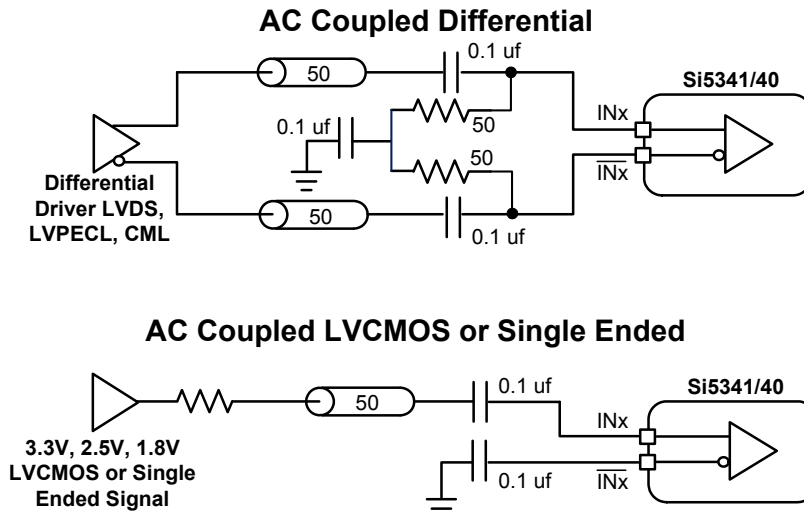 AC Coupled Differential
0.1 uf
50
Si5341/40
INx
50
0.1 uf
50
INx
Differential
Driver LVDS,
LVPECL, CML
50
0.1 uf
AC Coupled LVCMOS or Single Ended
0.1 uf
Si5341/40
50
INx
3.3V, 2.5V, 1.8V
LVCMOS or Single
Ended Signal
0.1 uf
INx